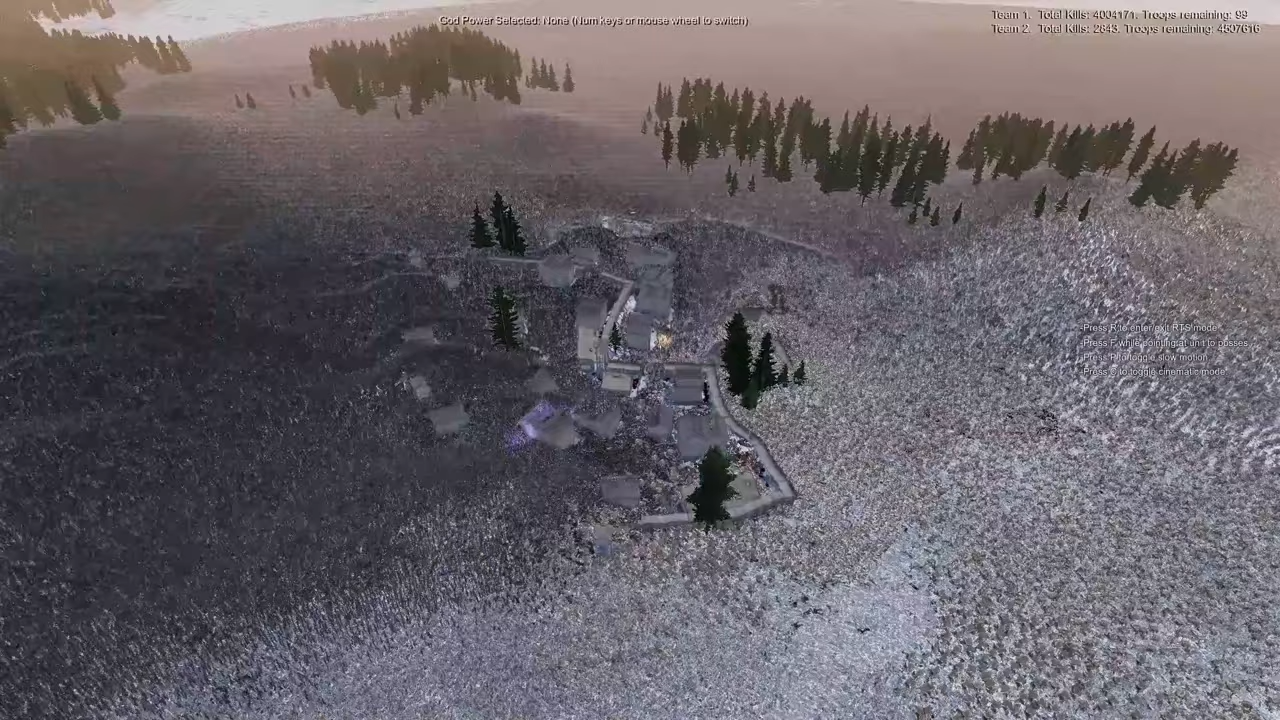 God Power Selected: None (Num keys or mouse wheel to switch)
Team 1. Total Kills: 4004171. Troops remaining: 99
Team 2. Total Kills: 2843. Troops remaining: 4507616
-Press R to enter/exit RTS mode
-Press F while pointing at unit to posses
-Press P to toggle slow motion
-Press C to toggle cinematic mode